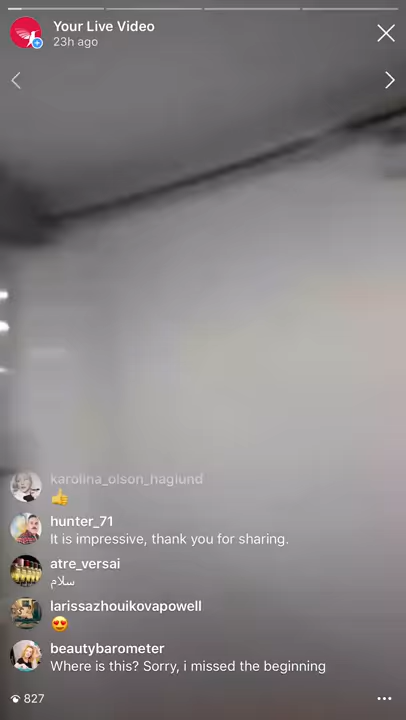 Your Live Video
23h ago
karolina_olson_haglund
👍
hunter_71
It is impressive, thank you for sharing.
atre_versai
سلام
larissazhouikovapowell
😍
beautybarometer
Where is this? Sorry, i missed the beginning
827